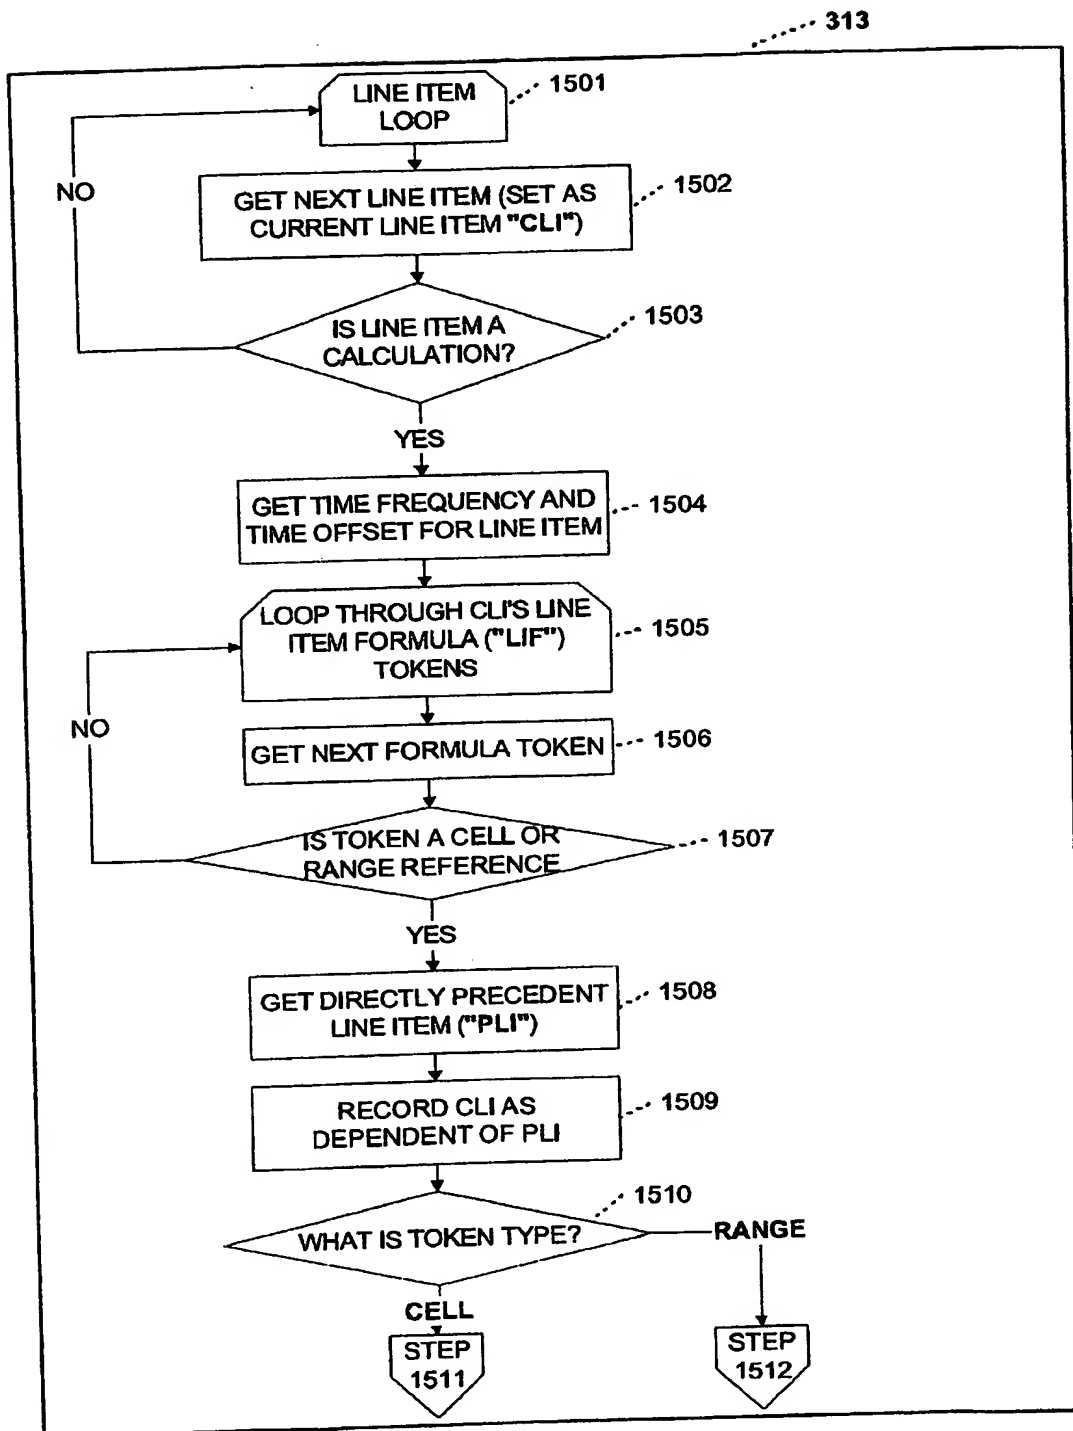 313
LINE ITEM
LOOP
1501
NO
GET NEXT LINE ITEM (SET AS
CURRENT LINE ITEM "CLI")
1502
IS LINE ITEM A
CALCULATION?
1503
YES
GET TIME FREQUENCY AND
TIME OFFSET FOR LINE ITEM
1504
LOOP THROUGH CLI'S LINE
ITEM FORMULA ("LIF")
TOKENS
1505
NO
GET NEXT FORMULA TOKEN
1506
IS TOKEN A CELL OR
RANGE REFERENCE
1507
YES
GET DIRECTLY PRECEDENT
LINE ITEM ("PLI")
1508
RECORD CLI AS
DEPENDENT OF PLI
1509
1510
WHAT IS TOKEN TYPE?
RANGE
CELL
STEP
1511
STEP
1512